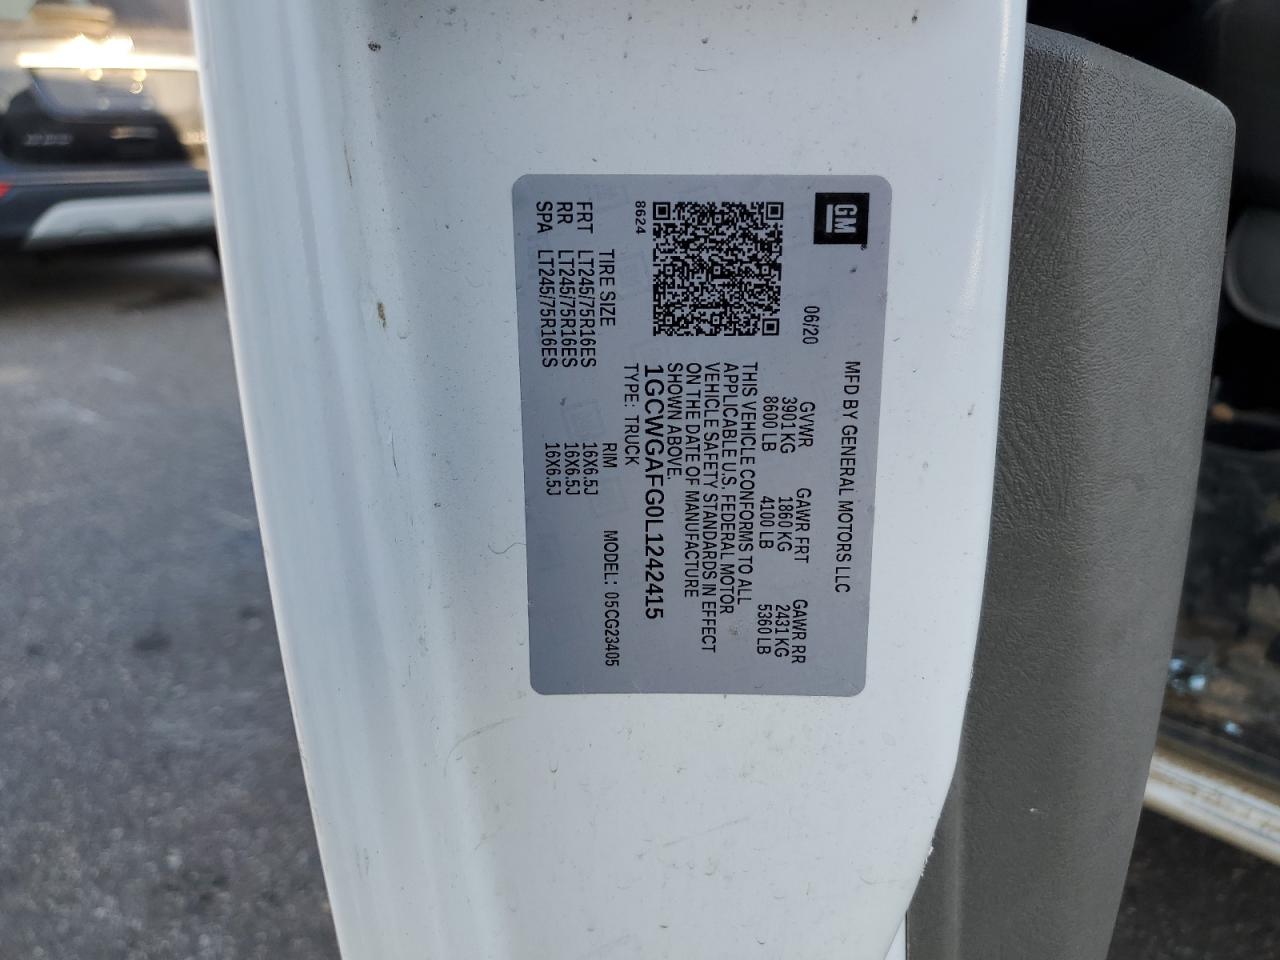 GM
MFD BY GENERAL MOTORS LLC
06/20
GVWR GAWR FRT GAWR RR
3901 KG 1860 KG 2431 KG
8600 LB 4100 LB 5360 LB
THIS VEHICLE CONFORMS TO ALL
APPLICABLE U.S. FEDERAL MOTOR
VEHICLE SAFETY STANDARDS IN EFFECT
ON THE DATE OF MANUFACTURE
SHOWN ABOVE.
8624
1GCWGAFG0L1242415
TYPE: TRUCK MODEL: 05CG23405
TIRE SIZE RIM
FRT LT245/75R16ES 16X6.5J
RR LT245/75R16ES 16X6.5J
SPA LT245/75R16ES 16X6.5J